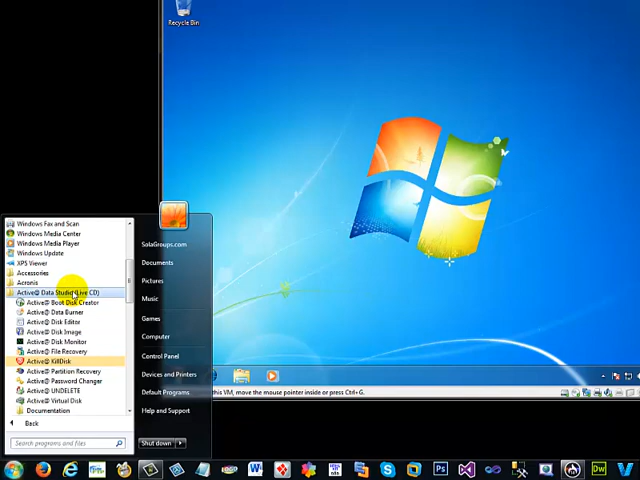 Recycle Bin
Windows Fax and Scan
Windows Media Center
Windows Media Player
Windows Update
XPS Viewer
Accessories
Acronis
Active@ Data Studio (Live CD)
Active@ Boot Disk Creator
Active@ Data Burner
Active@ Disk Editor
Active@ Disk Image
Active@ Disk Monitor
Active@ File Recovery
Active@ KillDisk
Active@ Partition Recovery
Active@ Password Changer
Active@ UNDELETE
Active@ Virtual Disk
Documentation
Back
Search programs and files
SolaGroups.com
Documents
Pictures
Music
Games
Computer
Control Panel
Devices and Printers
Default Programs
Help and Support
Shut down
this VM, move the mouse pointer inside or press Ctrl+G.
Ps
Dw